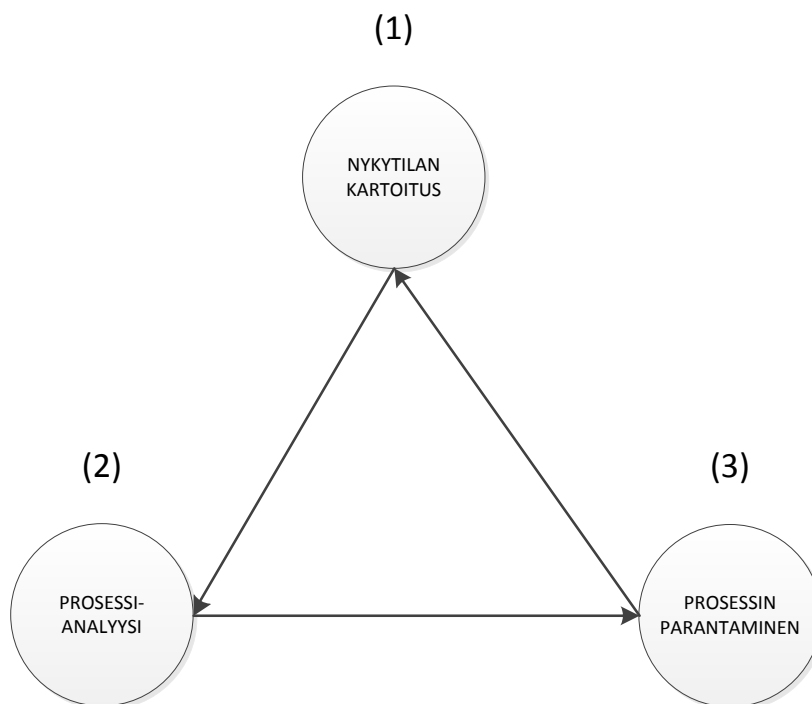 (1)
NYKYTILAN
KARTOITUS
(2)
PROSESSI-
ANALYYSI
(3)
PROSESSIN
PARANTAMINEN